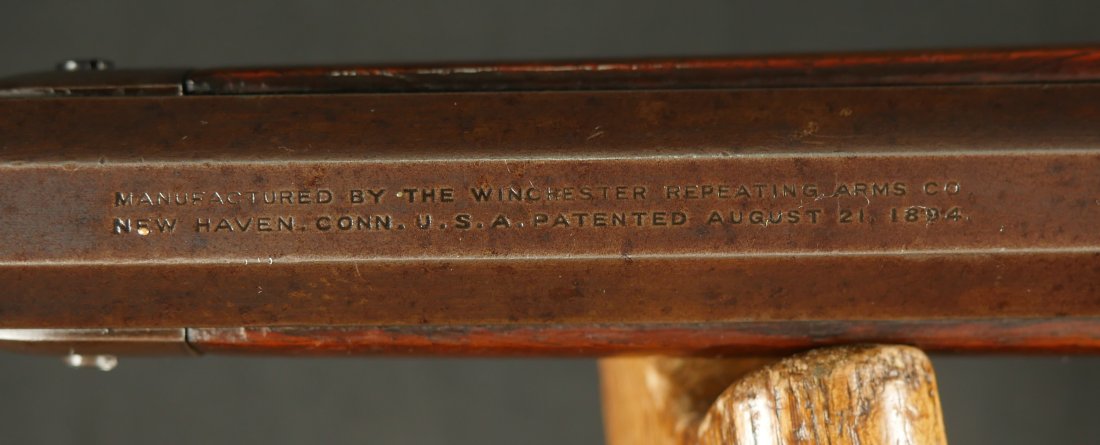 MANUFACTURED BY THE WINCHESTER REPEATING ARMS CO
NEW HAVEN. CONN. U.S.A. PATENTED AUGUST 21. 1894.